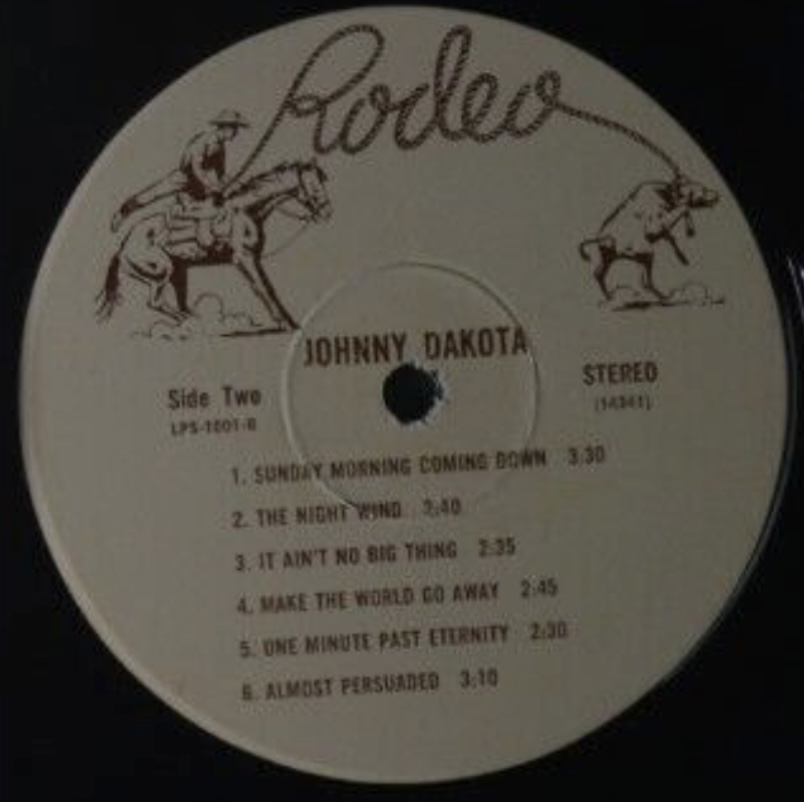 Rodeo
JOHNNY DAKOTA
Side Two
STEREO
LPS-1001-B
(14341)
1. SUNDAY MORNING COMING DOWN 3:30
2. THE NIGHT WIND 2:40
3. IT AIN'T NO BIG THING 2:35
4. MAKE THE WORLD GO AWAY 2:45
5. ONE MINUTE PAST ETERNITY 2:30
6. ALMOST PERSUADED 3:10